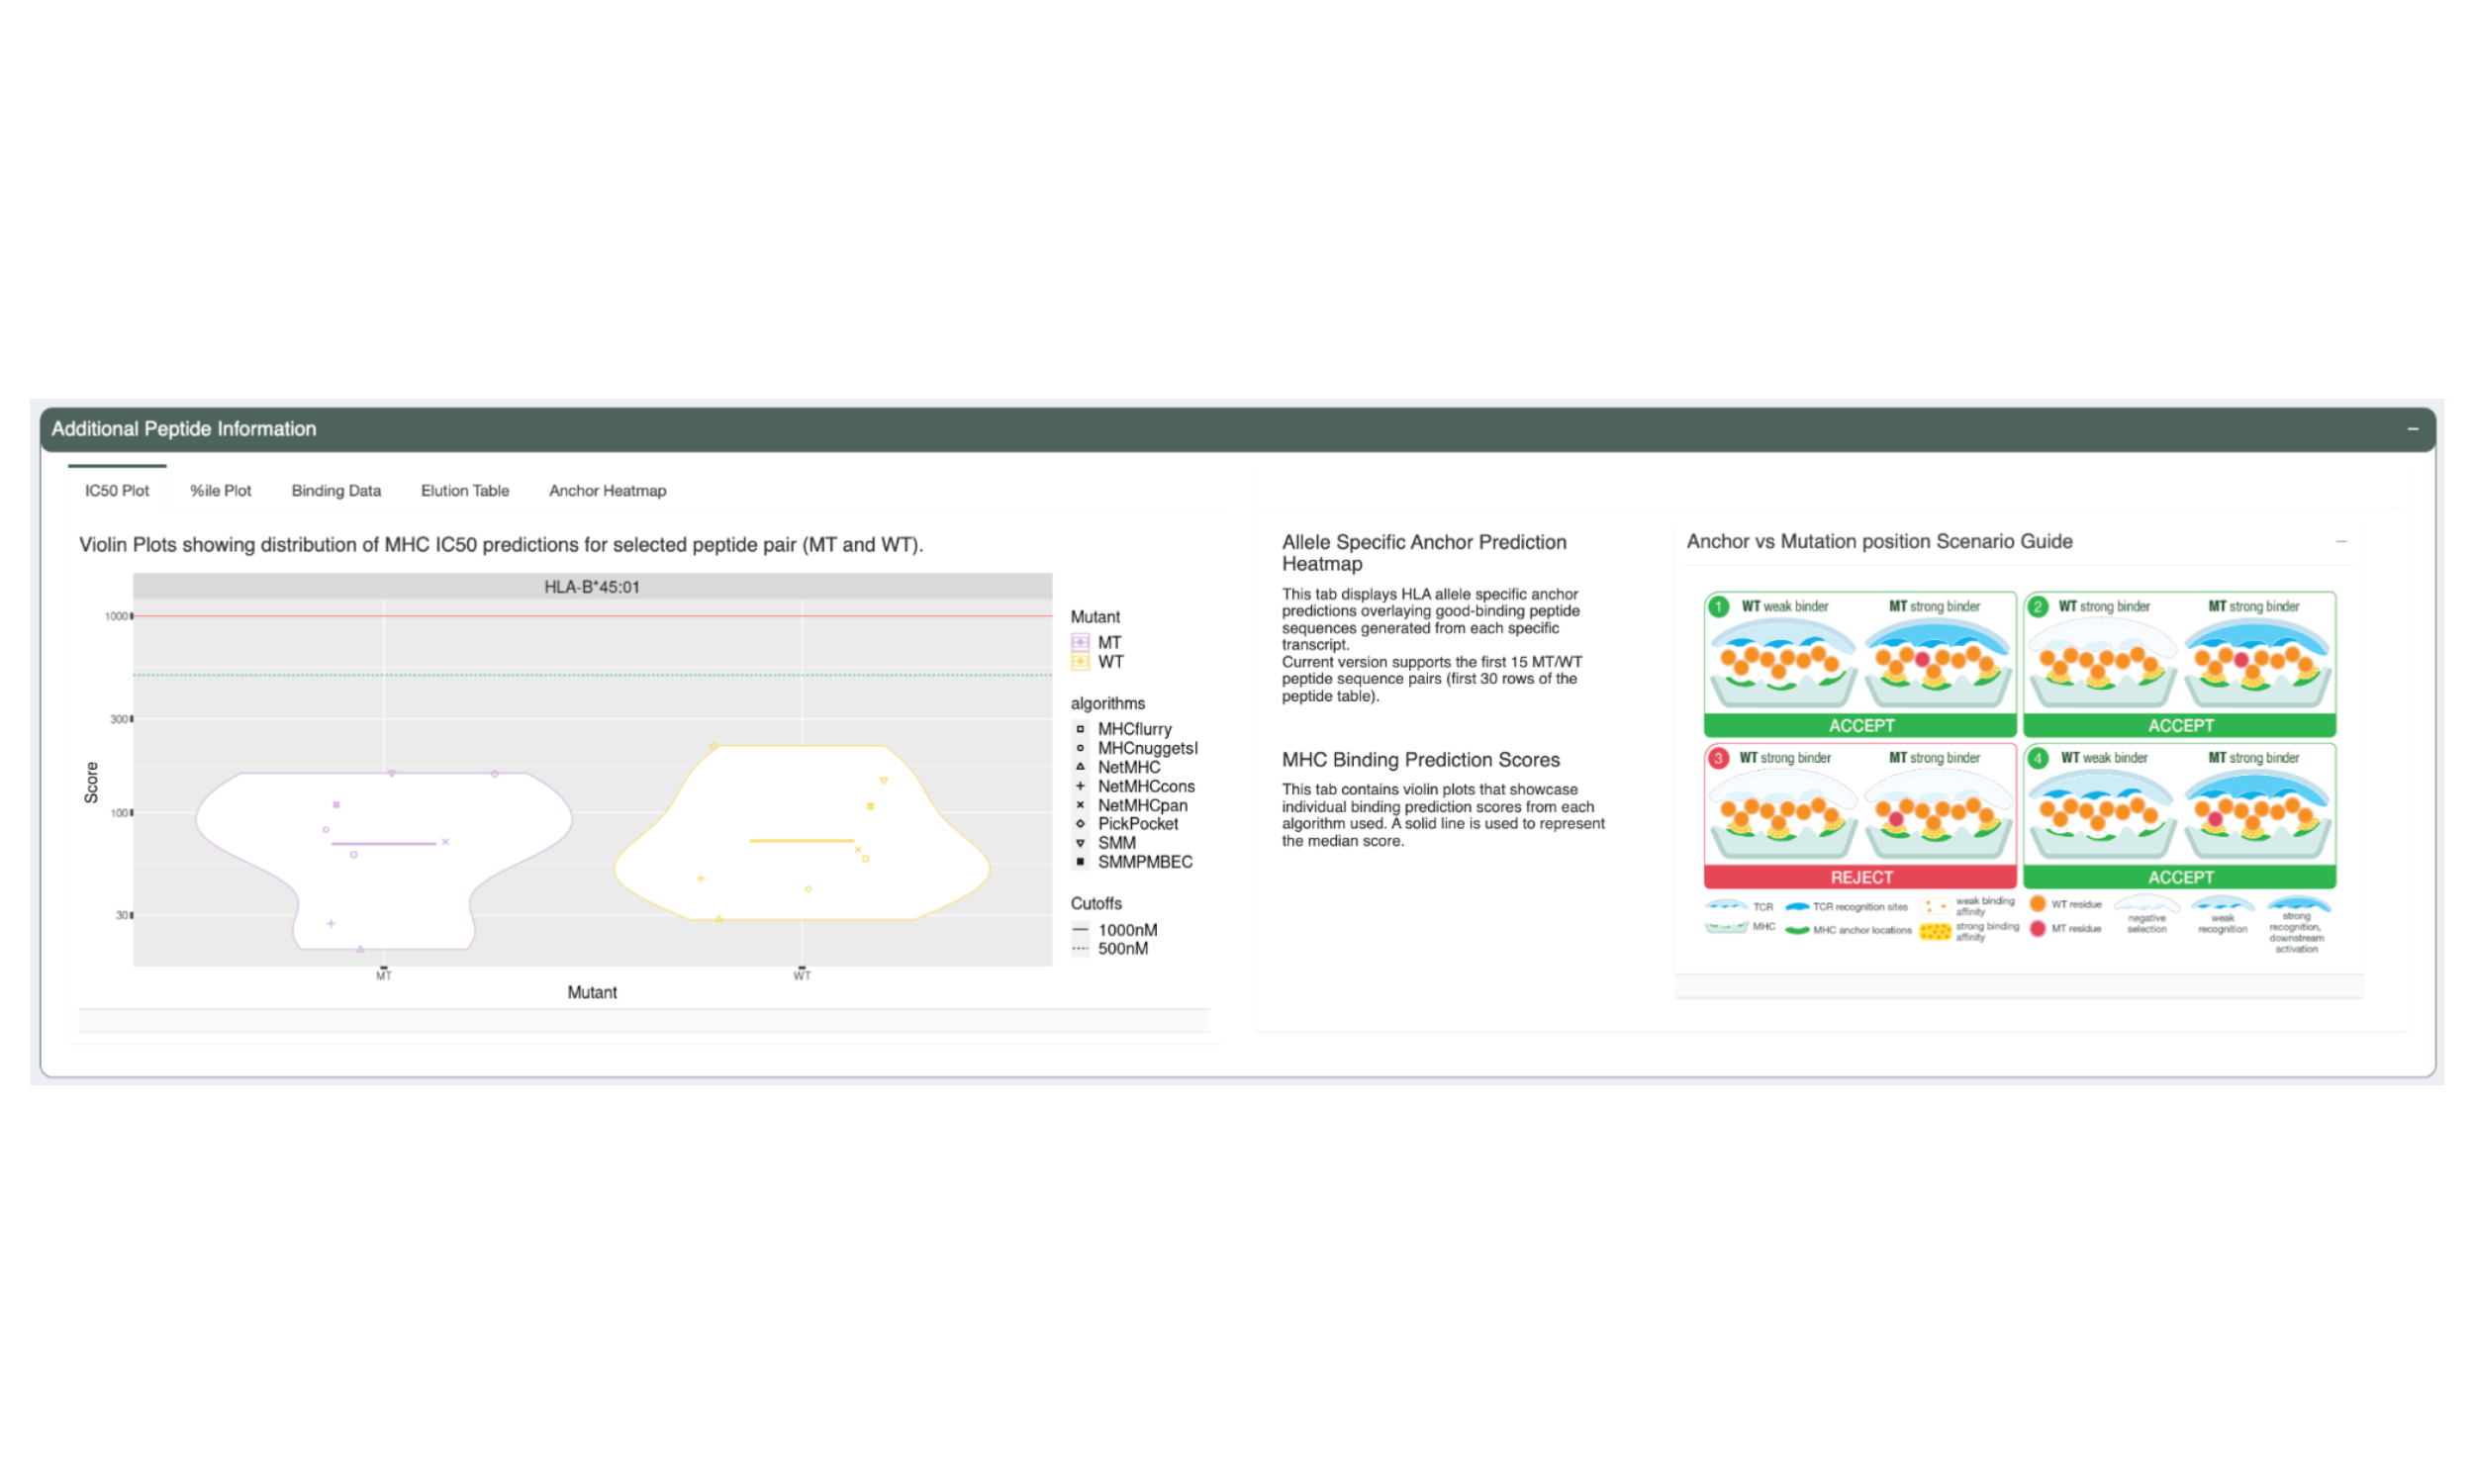 Additional Peptide Information
−
IC50 Plot
%ile Plot
Binding Data
Elution Table
Anchor Heatmap
Violin Plots showing distribution of MHC IC50 predictions for selected peptide pair (MT and WT).
HLA-B*45:01
Score
1000
300
100
30
MT
WT
Mutant
Mutant
MT
WT
algorithms
MHCflurry
MHCnuggetsI
NetMHC
NetMHCcons
NetMHCpan
PickPocket
SMM
SMMPMBEC
Cutoffs
1000nM
500nM
Allele Specific Anchor Prediction
Heatmap
This tab displays HLA allele specific anchor
predictions overlaying good-binding peptide
sequences generated from each specific
transcript.
Current version supports the first 15 MT/WT
peptide sequence pairs (first 30 rows of the
peptide table).
MHC Binding Prediction Scores
This tab contains violin plots that showcase
individual binding prediction scores from each
algorithm used. A solid line is used to represent
the median score.
Anchor vs Mutation position Scenario Guide
−
1 WT weak binder MT strong binder
ACCEPT
2 WT strong binder MT strong binder
ACCEPT
3 WT strong binder MT strong binder
REJECT
4 WT weak binder MT strong binder
ACCEPT
TCR
MHC
TCR recognition sites
MHC anchor locations
weak binding
affinity
strong binding
affinity
WT residue
MT residue
negative
selection
weak
recognition
strong
recognition,
downstream
activation